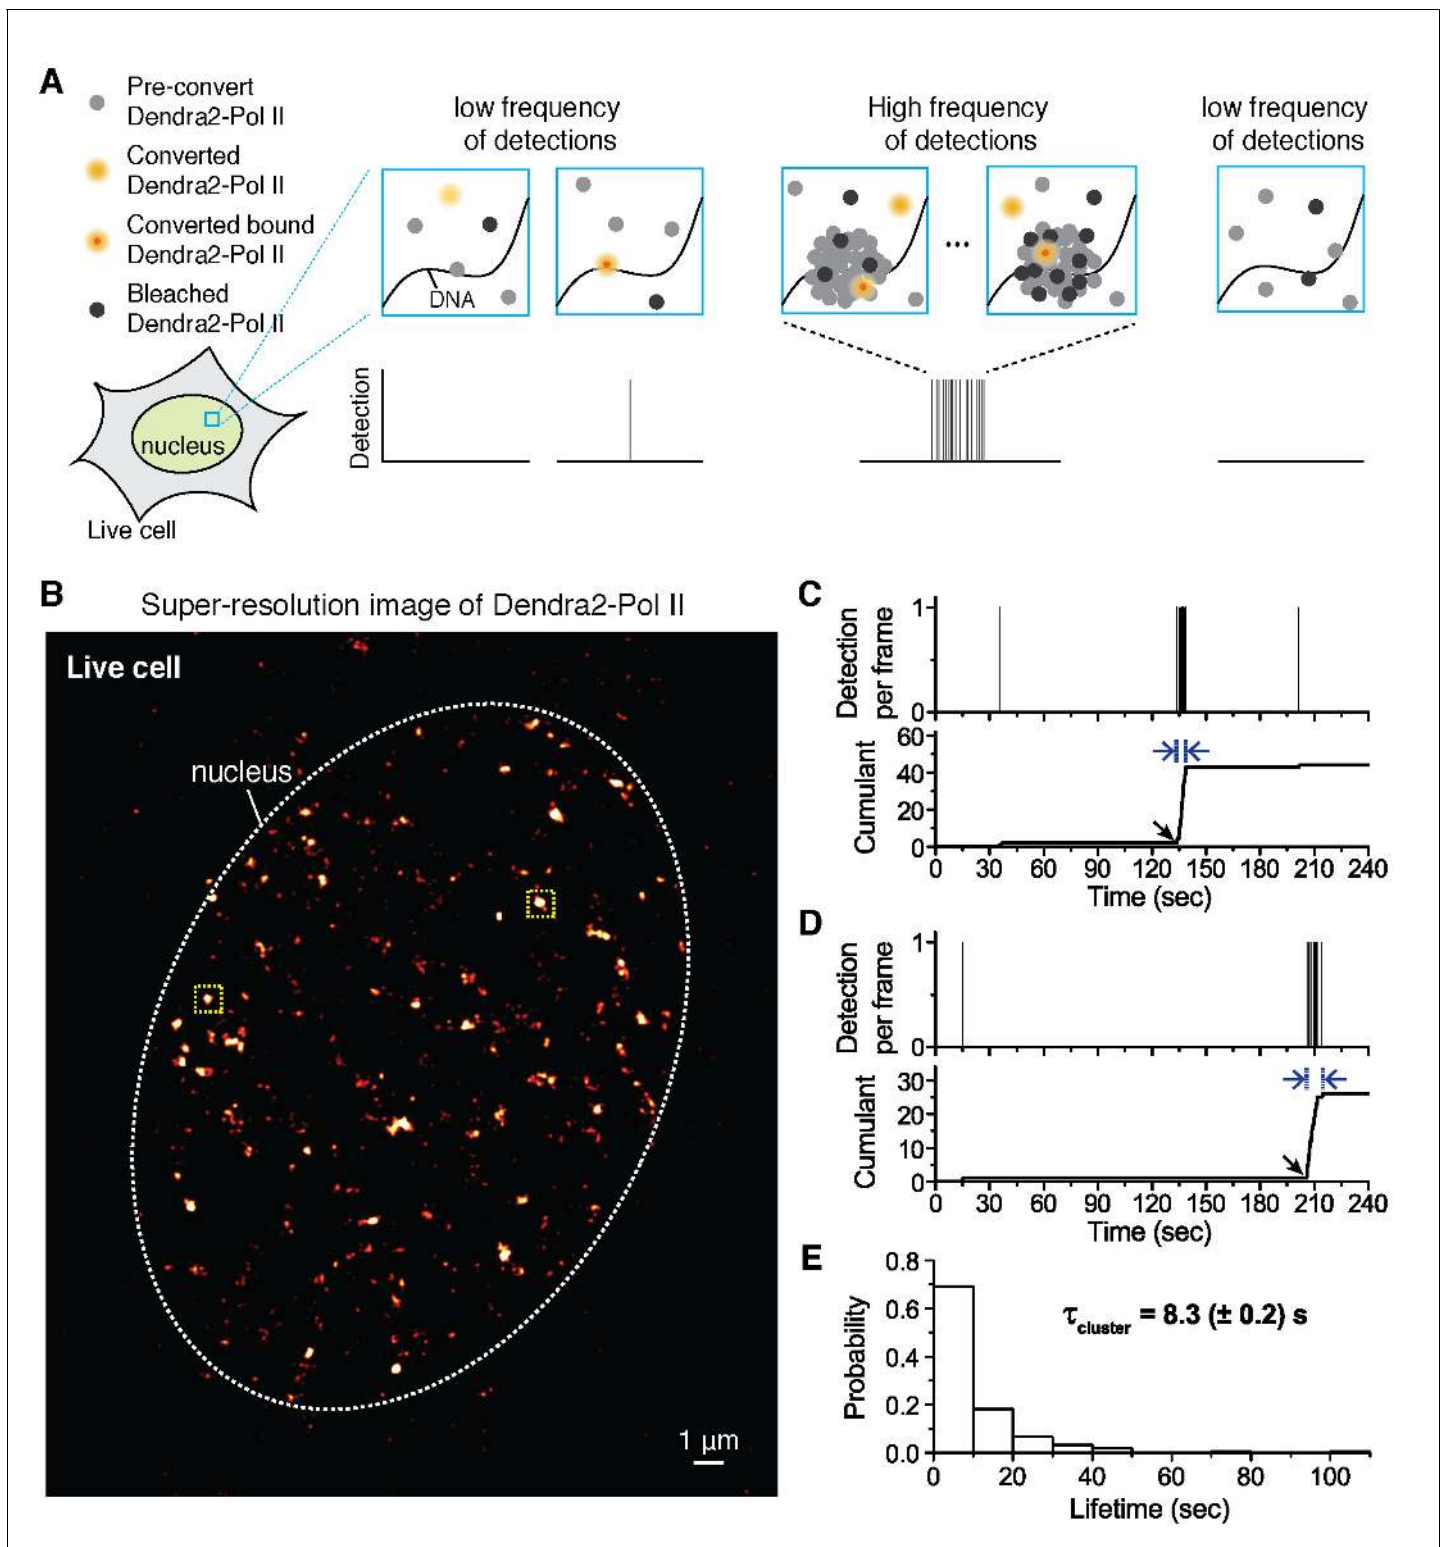 A
Pre-convert
Dendra2-Pol II
Converted
Dendra2-Pol II
Converted bound
Dendra2-Pol II
Bleached
Dendra2-Pol II
low frequency
of detections
High frequency
of detections
low frequency
of detections
DNA
...
Detection
nucleus
Live cell
B
Super-resolution image of Dendra2-Pol II
Live cell
nucleus
1 µm
C
Detection
per frame
1
0
Cumulant
60
40
20
0
0 30 60 90 120 150 180 210 240
Time (sec)
D
Detection
per frame
1
0
Cumulant
30
20
10
0
0 30 60 90 120 150 180 210 240
Time (sec)
E
Probability
0.8
0.6
0.4
0.2
0.0
τcluster = 8.3 (± 0.2) s
0 20 40 60 80 100
Lifetime (sec)